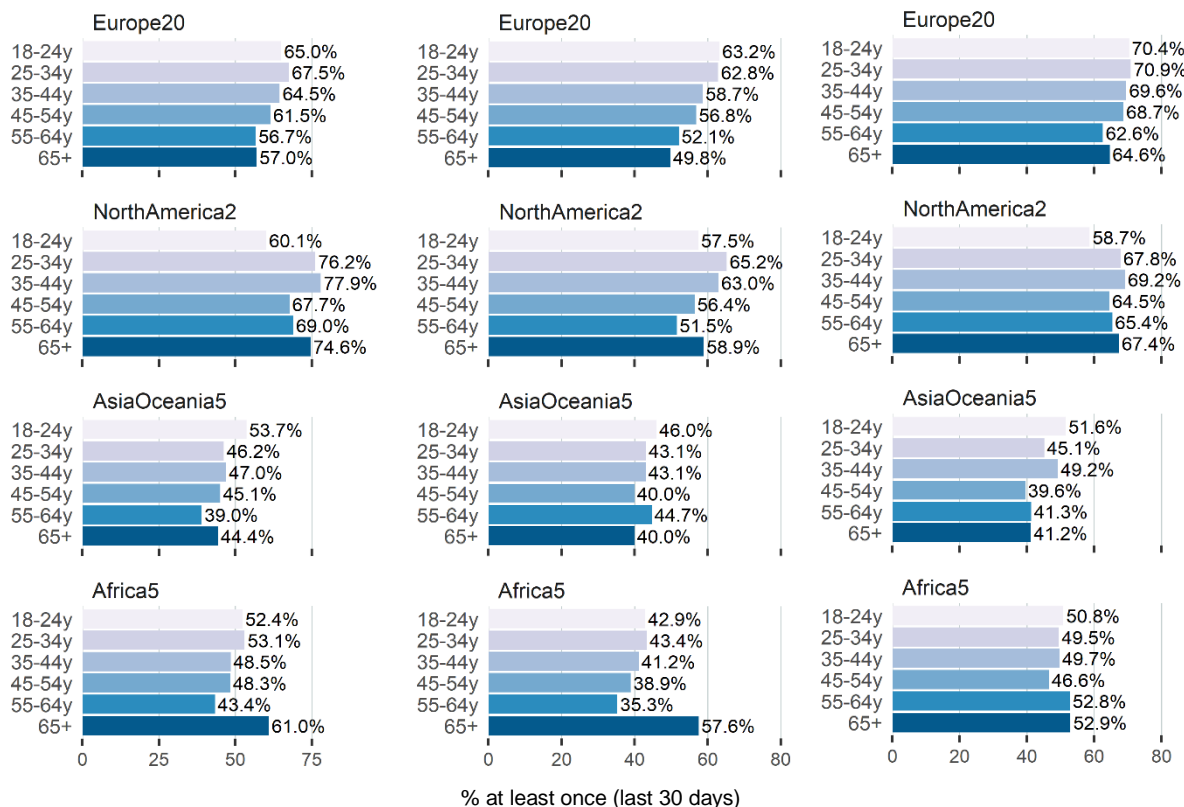 Europe20 Europe20 Europe20
18-24y 65.0% 63.2% 18-24y 70.4%
25-34y 67.5% 62.8% 25-34y 70.9%
35-44y 64.5% 58.7% 35-44y 69.6%
45-54y 61.5% 56.8% 45-54y 68.7%
55-64y 56.7% 52.1% 55-64y 62.6%
65+ 57.0% 65+ 49.8% 65+ 64.6%
NorthAmerica2 NorthAmerica2 NorthAmerica2
18-24y 60.1% 18-24y 57.5% 18-24y 58.7%
25-34y 76.2% 25-34y 65.2% 25-34y 67.8%
35-44y 77.9% 35-44y 63.0% 35-44y 69.2%
45-54y 67.7% 45-54y 56.4% 45-54y 64.5%
55-64y 69.0% 55-64y 51.5% 55-64y 65.4%
65+ 74.6% 65+ 58.9% 65+ 67.4%
AsiaOceania5 AsiaOceania5 AsiaOceania5
18-24y 53.7% 18-24y 46.0% 18-24y 51.6%
25-34y 46.2% 25-34y 43.1% 25-34y 45.1%
35-44y 47.0% 35-44y 43.1% 35-44y 49.2%
45-54y 45.1% 45-54y 40.0% 45-54y 39.6%
55-64y 39.0% 55-64y 44.7% 55-64y 41.3%
65+ 44.4% 65+ 40.0% 65+ 41.2%
Africa5 Africa5 Africa5
18-24y 52.4% 18-24y 42.9% 18-24y 50.8%
25-34y 53.1% 25-34y 43.4% 25-34y 49.5%
35-44y 48.5% 35-44y 41.2% 35-44y 49.7%
45-54y 48.3% 45-54y 38.9% 45-54y 46.6%
55-64y 43.4% 55-64y 35.3% 55-64y 52.8%
65+ 61.0% 65+ 57.6% 65+ 52.9%
0 25 50 75 0 20 40 60 80 0 20 40 60 80
% at least once (last 30 days)